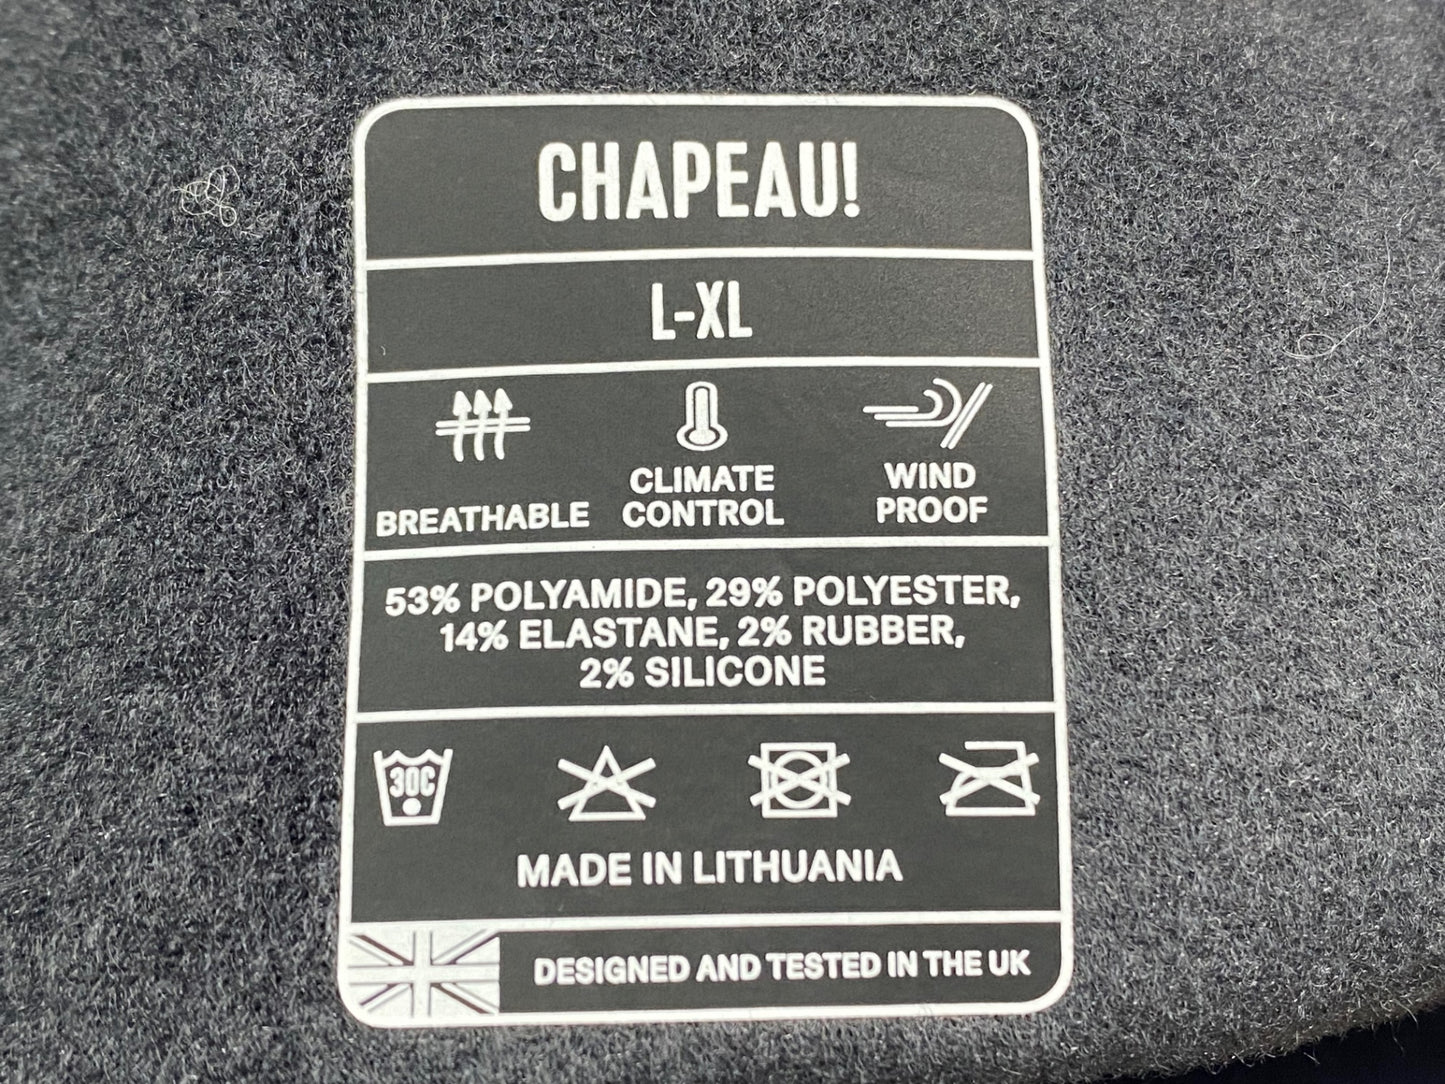 CHAPEAU!
L-XL
BREATHABLE
CLIMATE
CONTROL
WIND
PROOF
53% POLYAMIDE, 29% POLYESTER,
14% ELASTANE, 2% RUBBER,
2% SILICONE
30C
MADE IN LITHUANIA
DESIGNED AND TESTED IN THE UK